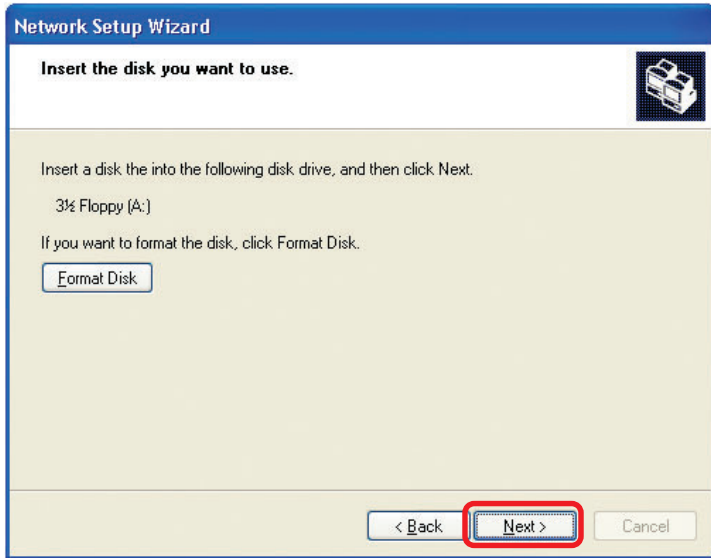 Network Setup Wizard
Insert the disk you want to use.
Insert a disk the into the following disk drive, and then click Next.
3½ Floppy (A:)
If you want to format the disk, click Format Disk.
Format Disk
< Back Next > Cancel